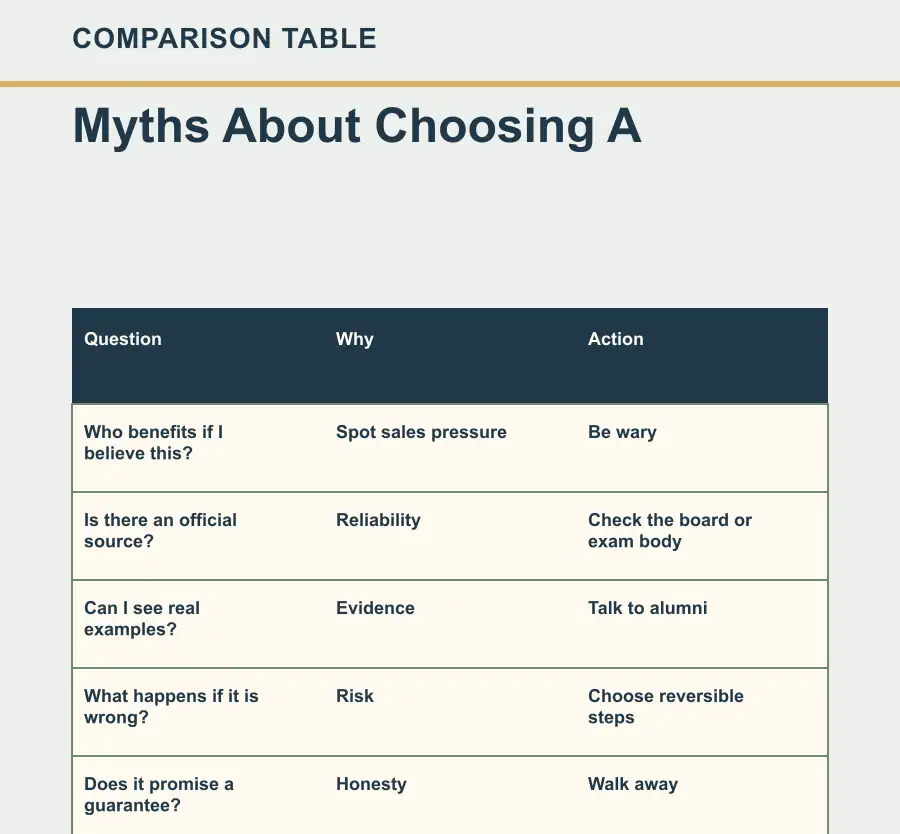 COMPARISON TABLE
Myths About Choosing A
Question
Why
Action
Who benefits if I
believe this?
Spot sales pressure
Be wary
Is there an official
source?
Reliability
Check the board or
exam body
Can I see real
examples?
Evidence
Talk to alumni
What happens if it is
wrong?
Risk
Choose reversible
steps
Does it promise a
guarantee?
Honesty
Walk away